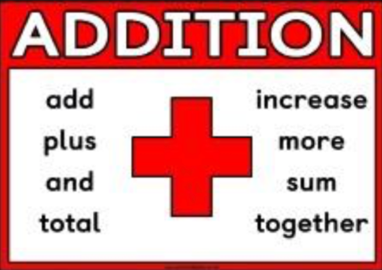 ADDITION
add
plus
and
total
increase
more
sum
together